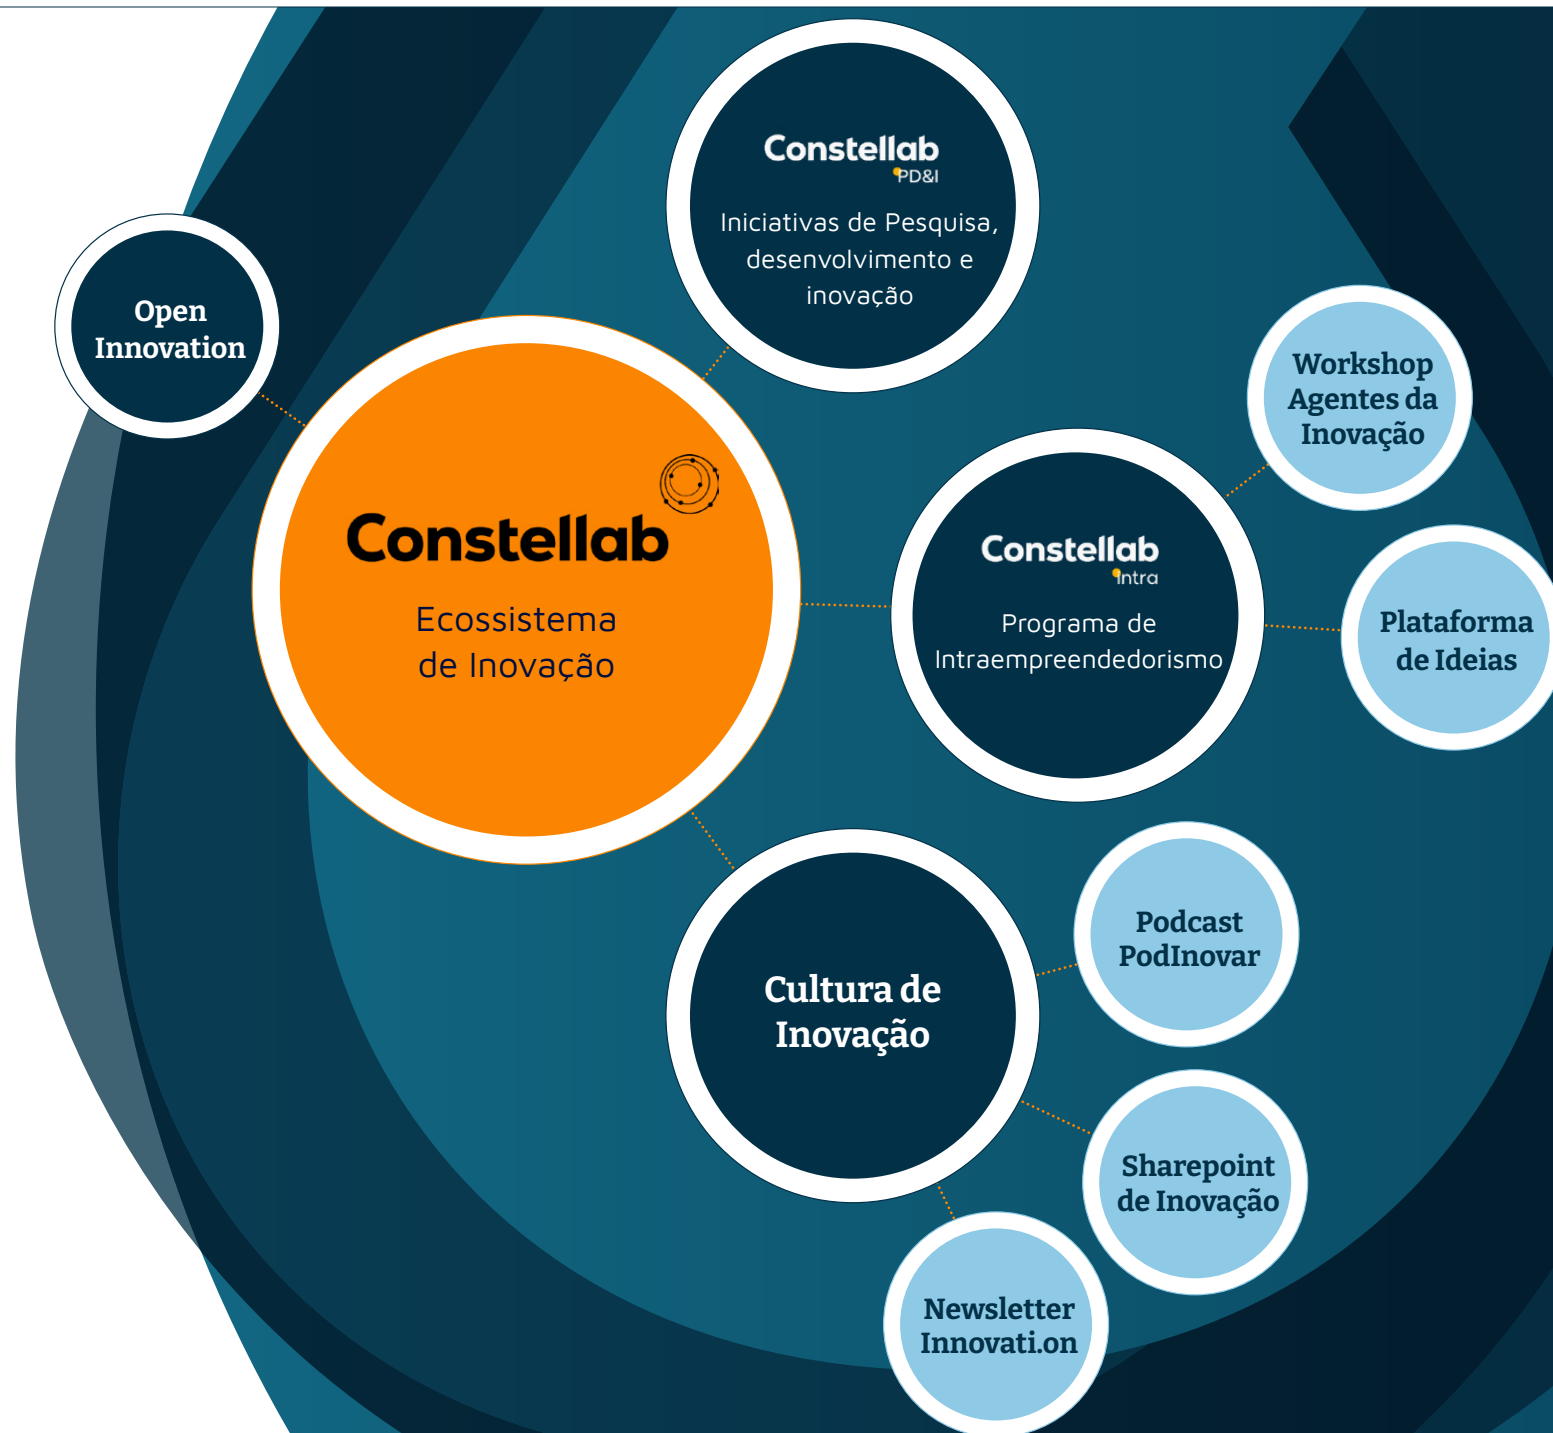 Constellab
PD&I
Iniciativas de Pesquisa,
desenvolvimento e
inovação
Open
Innovation
Workshop
Agentes da
Inovação
Constellab
Ecossistema
de Inovação
Constellab
Intra
Programa de
Intraempreendedorismo
Plataforma
de Ideias
Cultura de
Inovação
Podcast
PodInovar
Sharepoint
de Inovação
Newsletter
Innovati.on